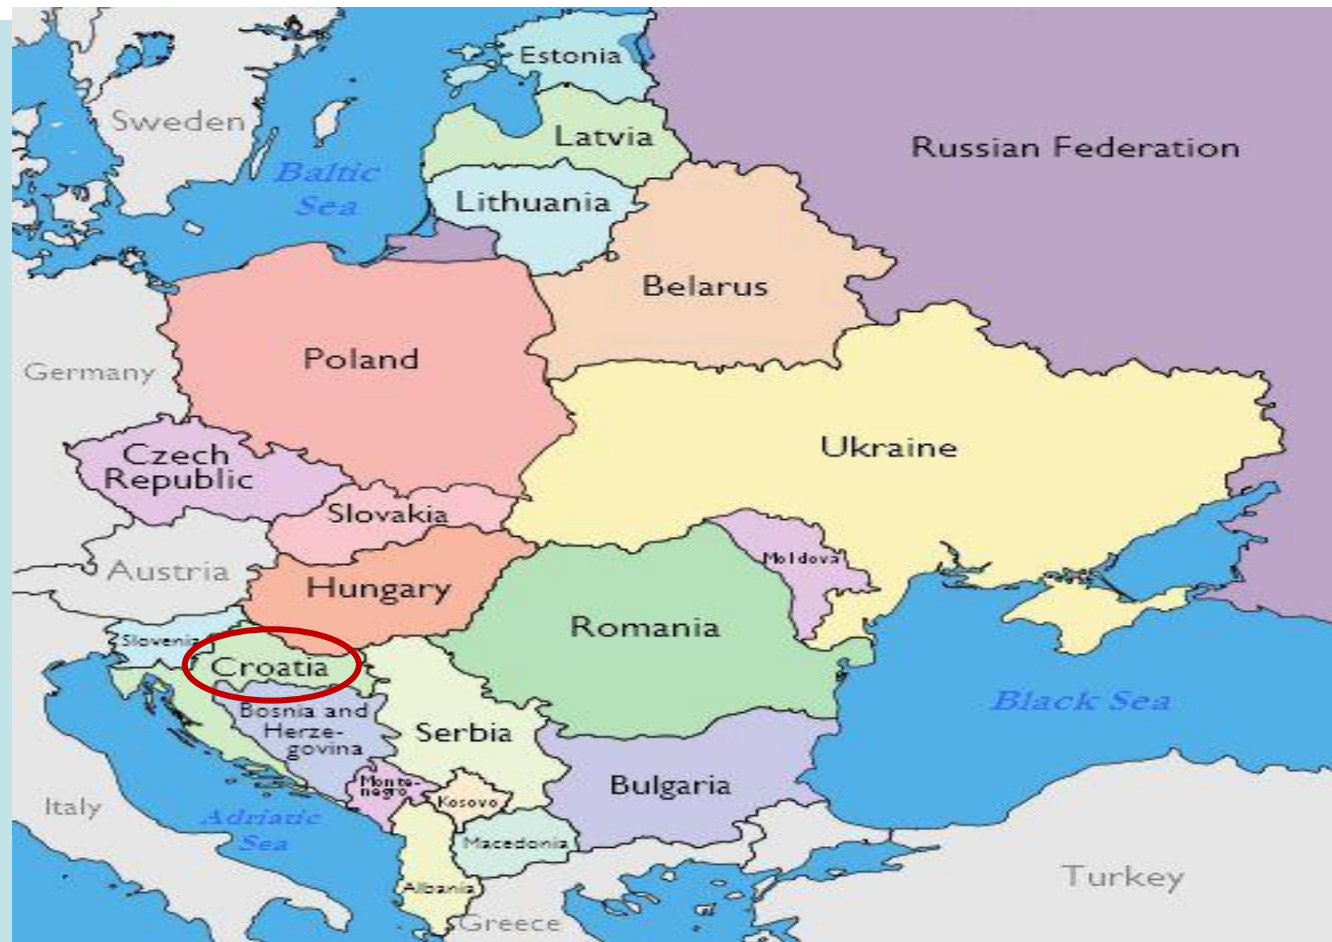 Estonia
Sweden
Latvia
Russian Federation
Baltic
Sea
Lithuania
Belarus
Poland
Germany
Ukraine
Czech
Republic
Slovakia
Moldova
Austria
Hungary
Romania
Slovenia
Croatia
Black Sea
Bosnia and
Herze-
govina
Serbia
Monte-
negro
Kosovo
Bulgaria
Italy
Adriatic
Sea
Macedonia
Albania
Greece
Turkey